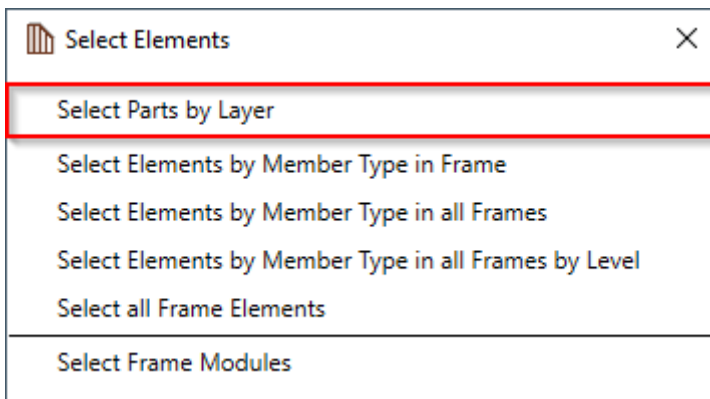 Select Elements
Select Parts by Layer
Select Elements by Member Type in Frame
Select Elements by Member Type in all Frames
Select Elements by Member Type in all Frames by Level
Select all Frame Elements
Select Frame Modules